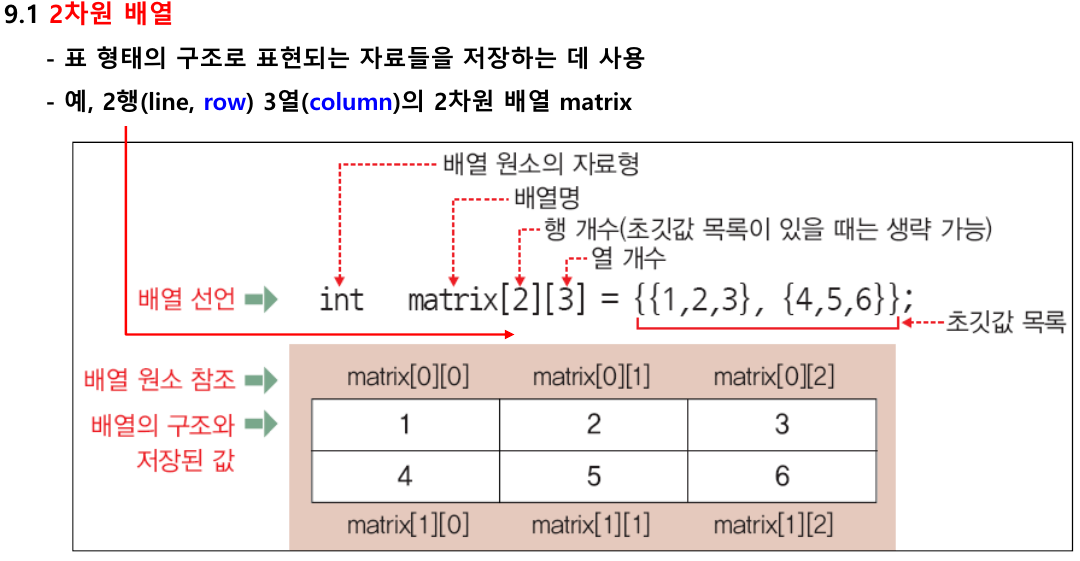 9.1 2차원 배열
- 표 형태의 구조로 표현되는 자료들을 저장하는 데 사용
- 예, 2행(line, row) 3열(column)의 2차원 배열 matrix
배열 원소의 자료형
배열명
행 개수(초깃값 목록이 있을 때는 생략 가능)
열 개수
배열 선언 int matrix[2][3] = {{1,2,3}, {4,5,6}};
초깃값 목록
배열 원소 참조 matrix[0][0] matrix[0][1] matrix[0][2]
배열의 구조와 1 2 3
저장된 값 4 5 6
matrix[1][0] matrix[1][1] matrix[1][2]